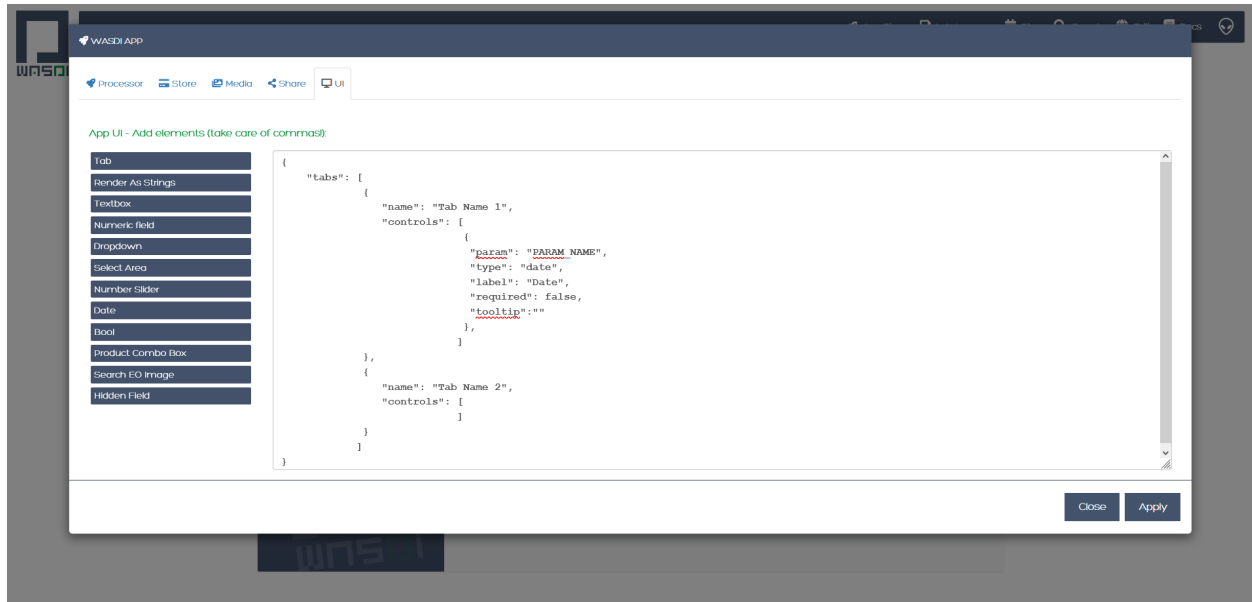 WASDI
cs
WASDI APP
Processor Store Media Share UI
App UI - Add elements (take care of commas!):
Tab
Render As Strings
Textbox
Numeric field
Dropdown
Select Area
Number Slider
Date
Bool
Product Combo Box
Search EO Image
Hidden Field
{
"tabs": [
{
"name": "Tab Name 1",
"controls": [
{
"param": "PARAM_NAME",
"type": "date",
"label": "Date",
"required": false,
"tooltip":""
},
]
},
{
"name": "Tab Name 2",
"controls": [
]
}
]
}
Close Apply